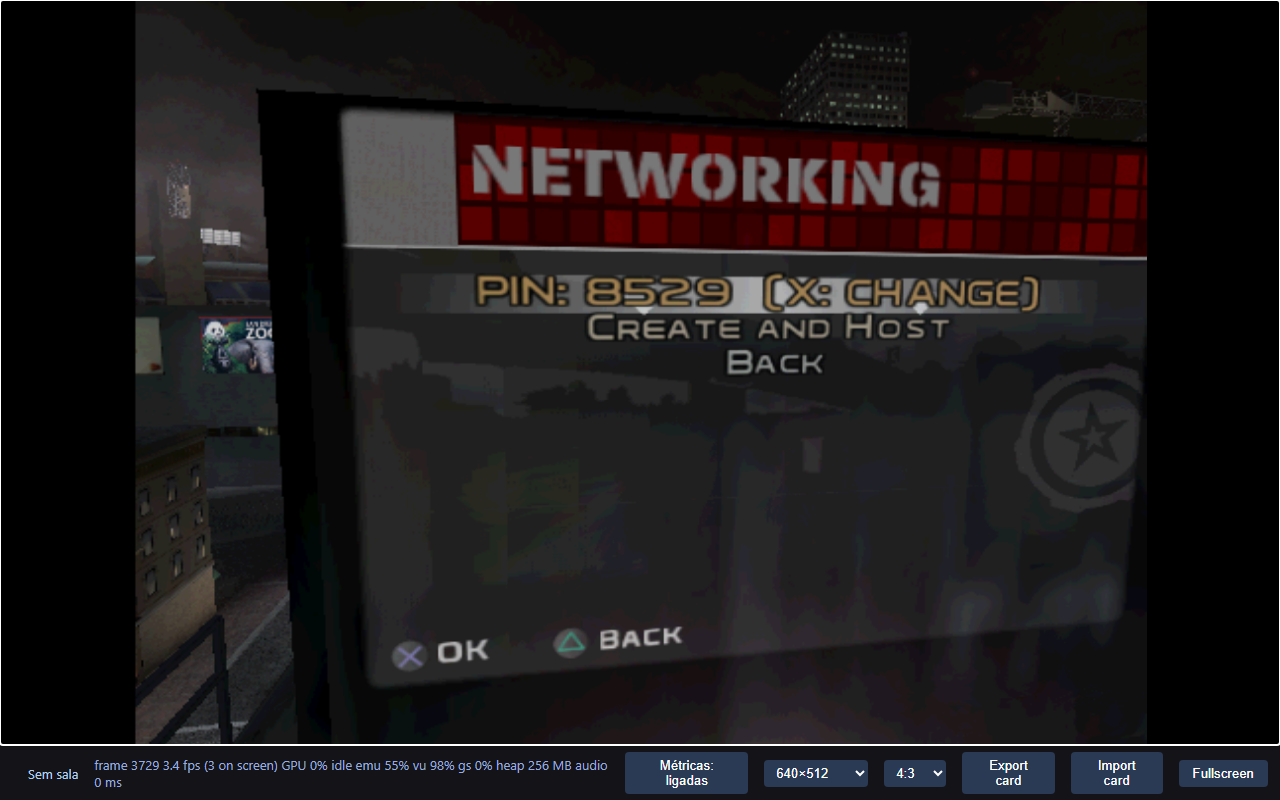 NETWORKING
PIN: 8529 (X: CHANGE)
CREATE AND HOST
BACK
ZOO
OK
BACK
Sem sala
frame 3729 3.4 fps (3 on screen) GPU 0% idle emu 55% vu 98% gs 0% heap 256 MB audio
0 ms
Métricas:
ligadas
640×512
4:3
Export
card
Import
card
Fullscreen